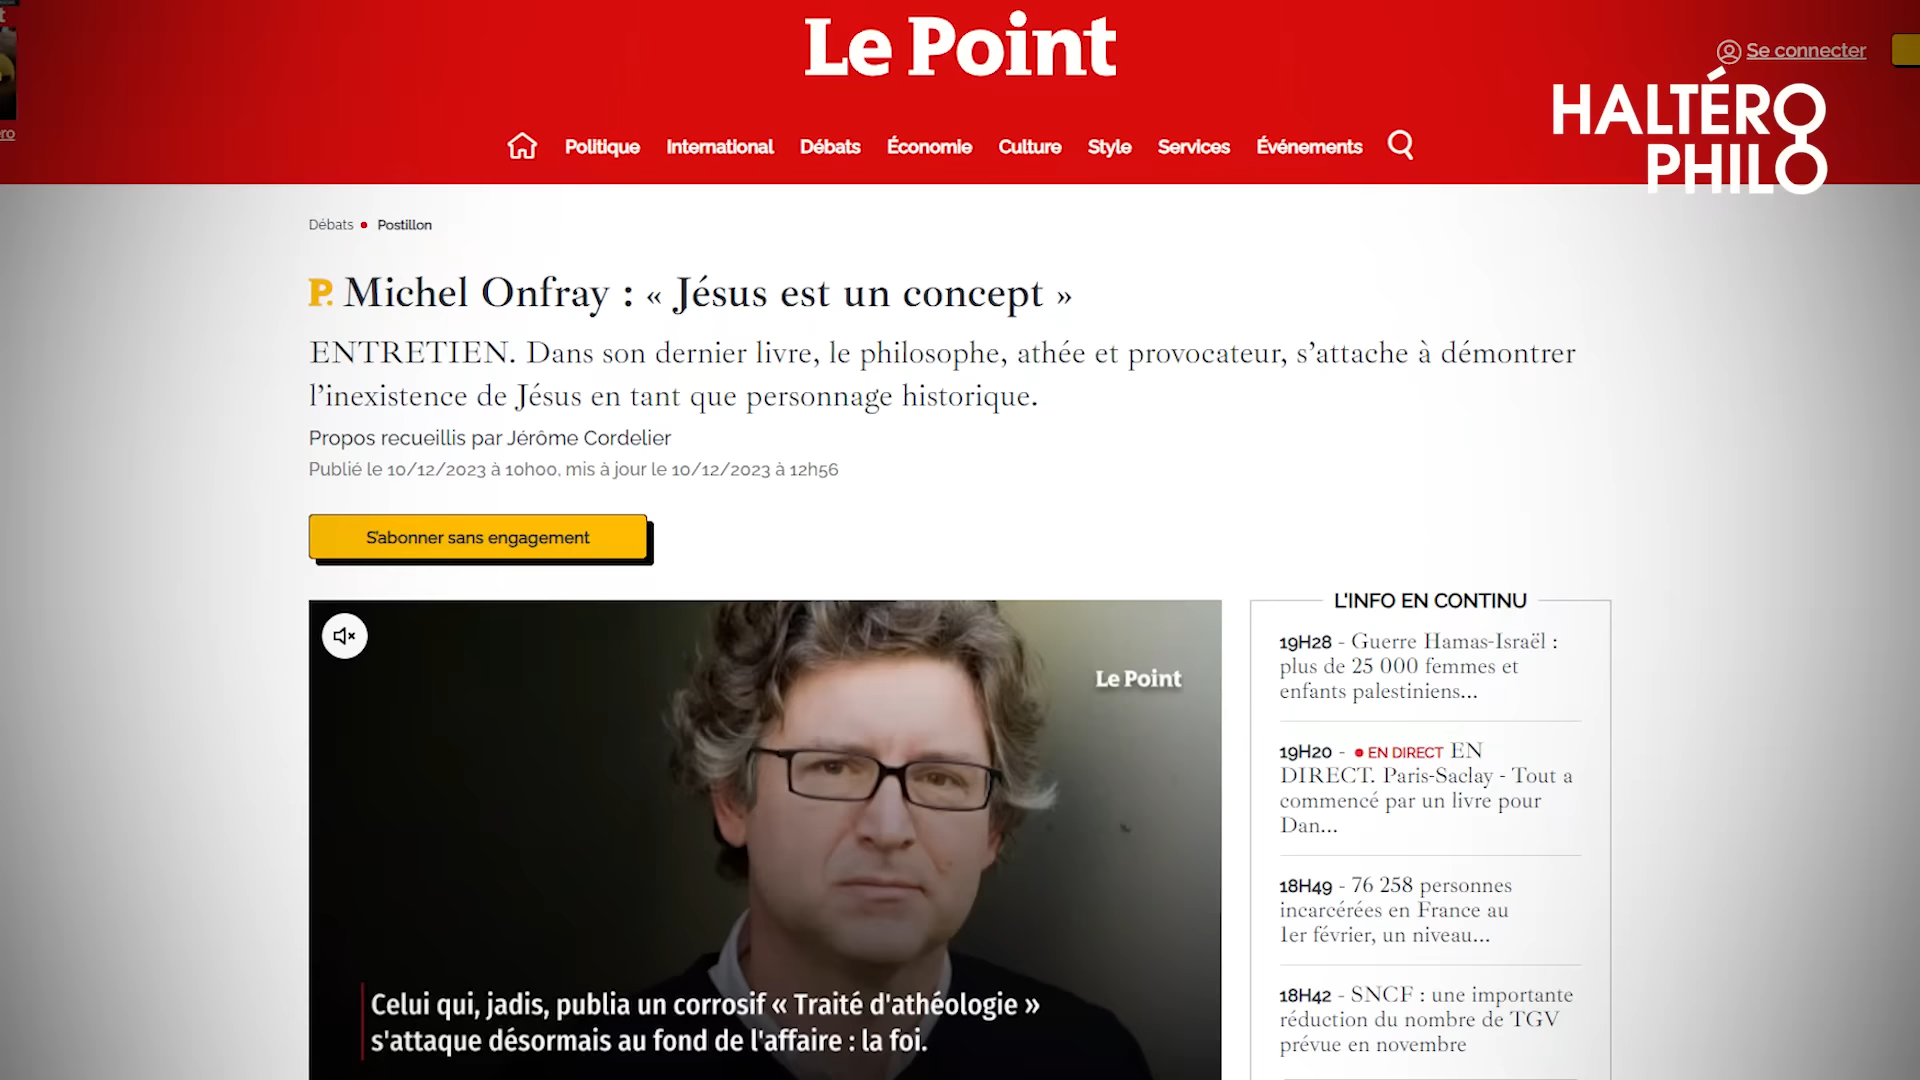 Le Point
Se connecter
HALTÉRO
PHILO
Politique International Débats Économie Culture Style Services Événements
Débats • Postillon
P. Michel Onfray : « Jésus est un concept »
ENTRETIEN. Dans son dernier livre, le philosophe, athée et provocateur, s’attache à démontrer
l’inexistence de Jésus en tant que personnage historique.
Propos recueillis par Jérôme Cordelier
Publié le 10/12/2023 à 10h00, mis à jour le 10/12/2023 à 12h56
S'abonner sans engagement
Le Point
Celui qui, jadis, publia un corrosif « Traité d'athéologie »
s'attaque désormais au fond de l'affaire : la foi.
L'INFO EN CONTINU
19H28 - Guerre Hamas-Israël :
plus de 25 000 femmes et
enfants palestiniens...
19H20 - • EN DIRECT EN
DIRECT. Paris-Saclay - Tout a
commencé par un livre pour
Dan...
18H49 - 76 258 personnes
incarcérées en France au
1er février, un niveau...
18H42 - SNCF : une importante
réduction du nombre de TGV
prévue en novembre